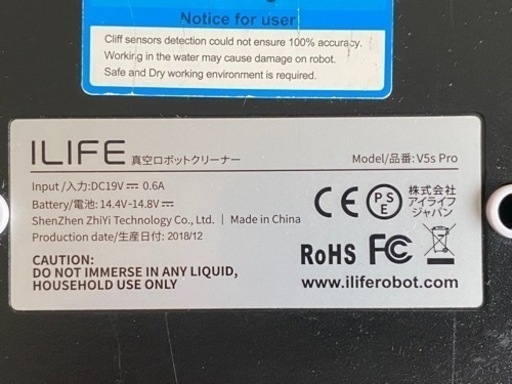 Notice for user
Cliff sensors detection could not ensure 100% accuracy.
Working in the water may cause damage on robot.
Safe and Dry working environment is required.
ILIFE 真空ロボットクリーナー
Model/品番: V5s Pro
Input /入力:DC19V ⎓ 0.6A
Battery/電池: 14.4V-14.8V ⎓
ShenZhen ZhiYi Technology Co., Ltd. | Made in China
Production date/生産日付: 2018/12
CAUTION:
DO NOT IMMERSE IN ANY LIQUID,
HOUSEHOLD USE ONLY
CE
PSE
株式会社
アイライフ
ジャパン
RoHS FC
www.iliferobot.com